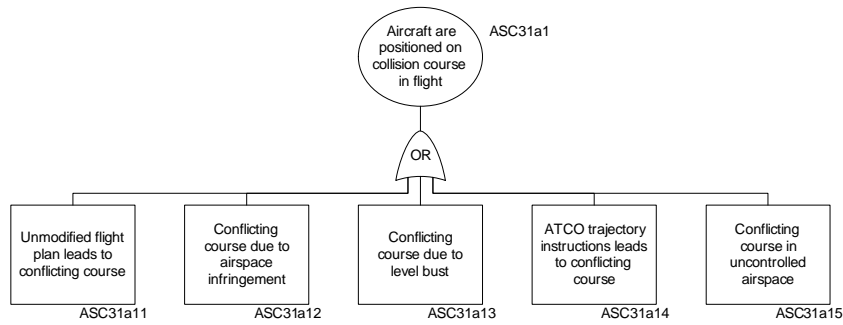 Aircraft are
positioned on
collision course
in flight
ASC31a1
OR
Unmodified flight
plan leads to
conflicting course
ASC31a11
Conflicting
course due to
airspace
infringement
ASC31a12
Conflicting
course due to
level bust
ASC31a13
ATCO trajectory
instructions leads
to conflicting
course
ASC31a14
Conflicting
course in
uncontrolled
airspace
ASC31a15